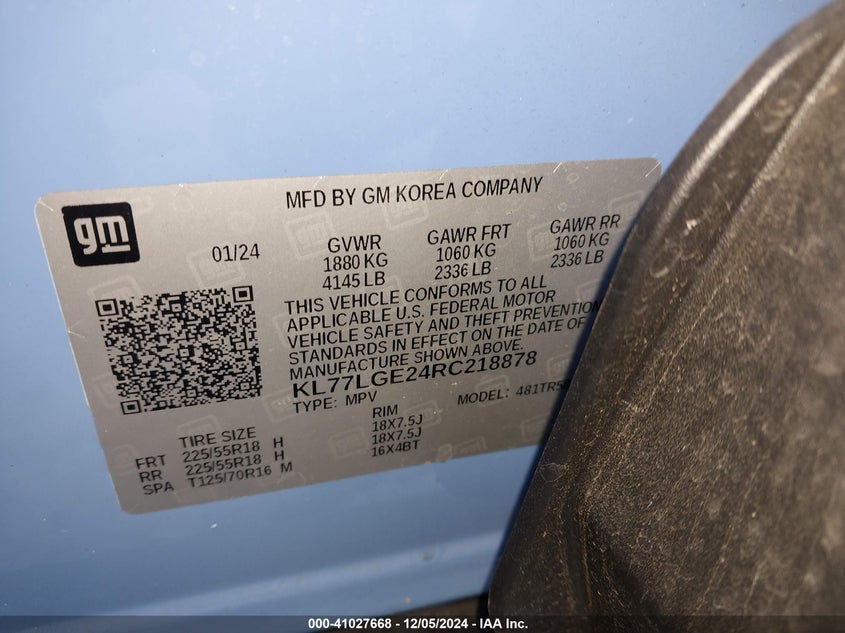 MFD BY GM KOREA COMPANY
gm
01/24 GVWR GAWR FRT GAWR RR
1880 KG 1060 KG 1060 KG
4145 LB 2336 LB 2336 LB
THIS VEHICLE CONFORMS TO ALL
APPLICABLE U.S. FEDERAL MOTOR
VEHICLE SAFETY AND THEFT PREVENTION
STANDARDS IN EFFECT ON THE DATE OF
MANUFACTURE SHOWN ABOVE.
KL77LGE24RC218878
TYPE: MPV MODEL:
TIRE SIZE RIM
FRT 225/55R18 H 18X7.5J
RR 225/55R18 H 18X7.5J
SPA T125/70R16 M 16X4BT
000-41027668 - 12/05/2024 - IAA Inc.